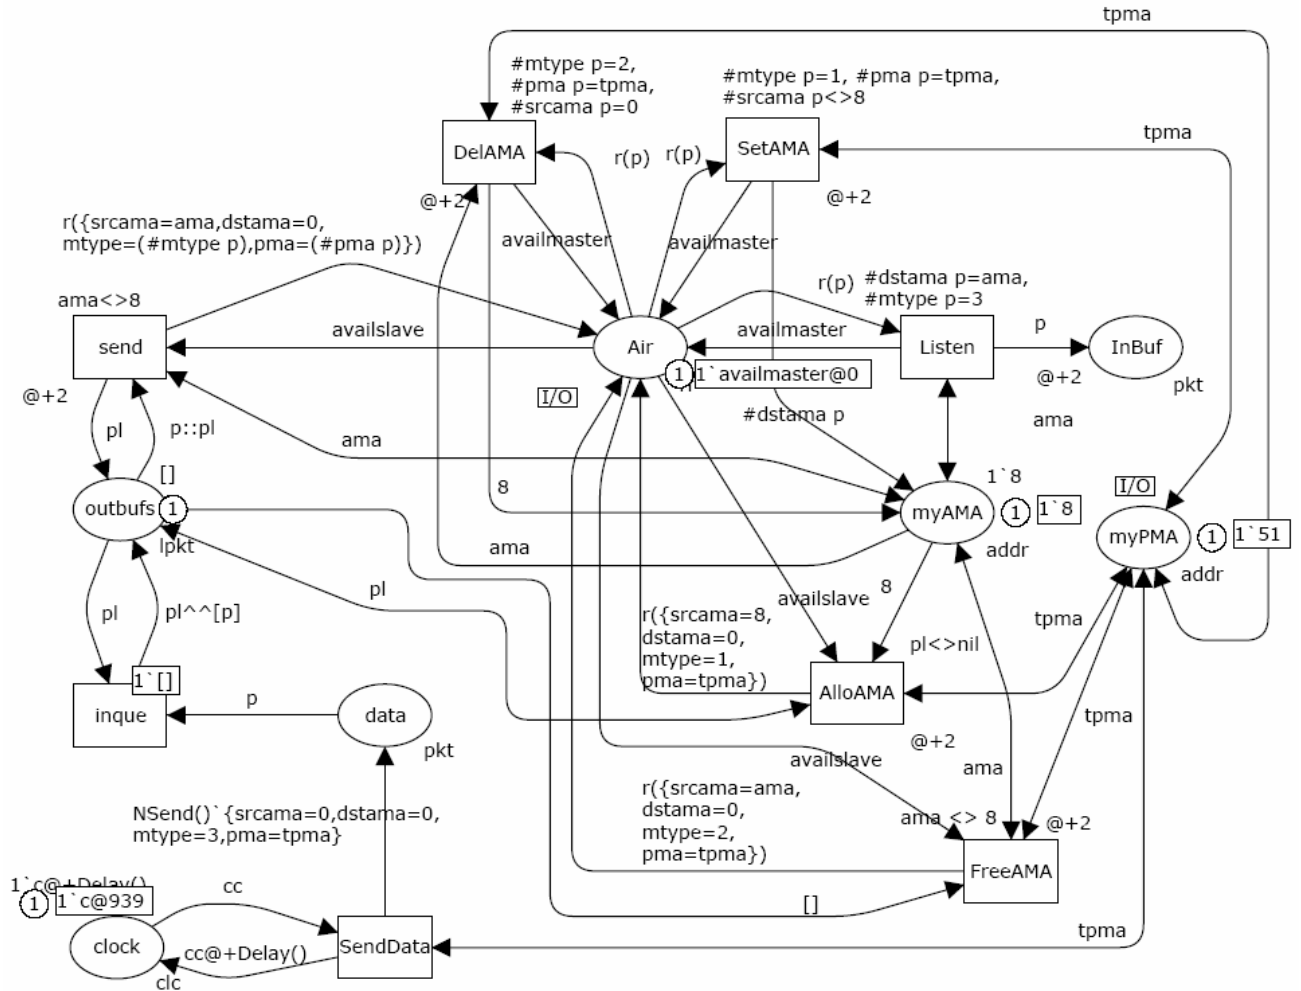 tpma
#mtype p=2,
#pma p=tpma,
#srcama p=0
#mtype p=1, #pma p=tpma,
#srcama p<>8
tpma
DelAMA
r(p)
r(p)
SetAMA
@+2
@+2
r({srcama=ama,dstama=0,
mtype=(#mtype p),pma=(#pma p)})
availmaster
availmaster
ama<>8
r(p)
#dstama p=ama,
#mtype p=3
send
availslave
Air
availmaster
Listen
p
InBuf
@+2
1
1`availmaster@0
@+2
pkt
I/O
#dstama p
ama
pl
p::pl
ama
[]
8
1`8
I/O
outbufs
1
myAMA
1
1`8
myPMA
1
1`51
lpkt
ama
addr
addr
pl
pl^^[p]
pl
r({srcama=8,
dstama=0,
mtype=1,
pma=tpma})
availslave
8
tpma
pl<>nil
1`[]
inque
p
data
AlloAMA
tpma
pkt
@+2
availslave
ama
NSend()`{srcama=0,dstama=0,
mtype=3,pma=tpma}
r({srcama=ama,
dstama=0,
mtype=2,
pma=tpma})
ama <> 8
@+2
FreeAMA
1`c@+Delay()
1
1`c@939
cc
[]
clock
cc@+Delay()
SendData
tpma
clc